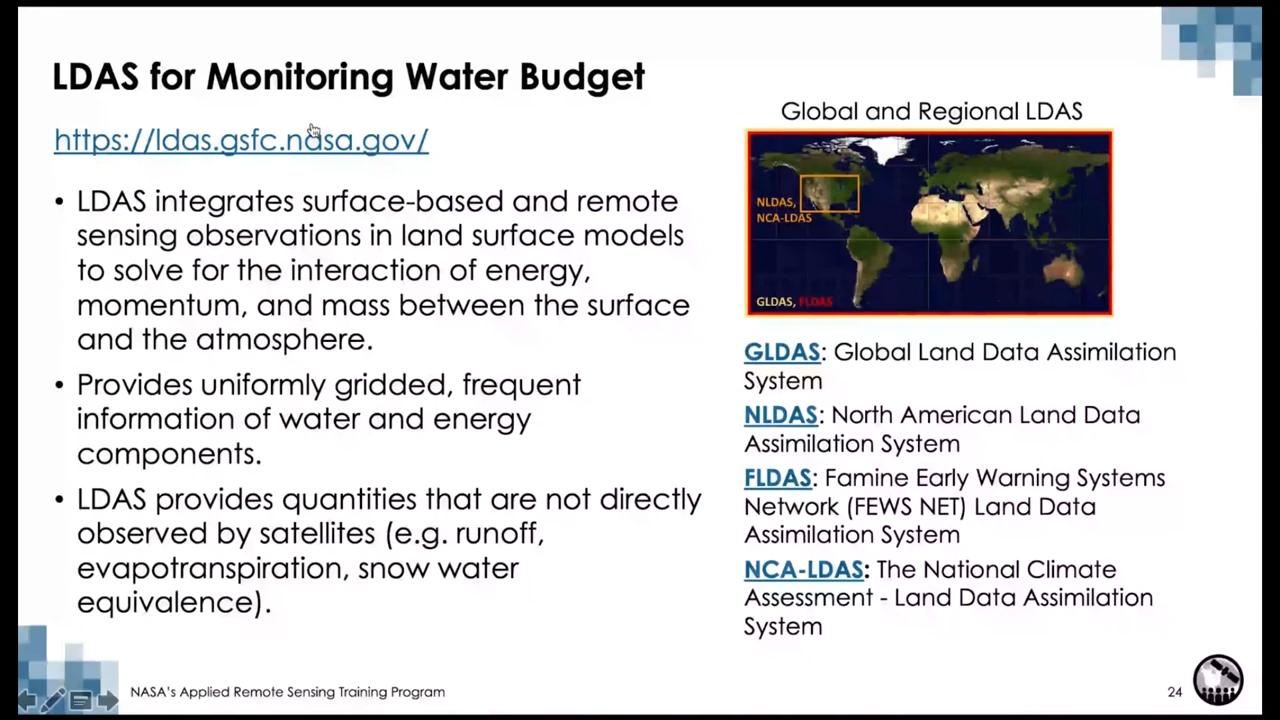 LDAS for Monitoring Water Budget
https://ldas.gsfc.nasa.gov/
• LDAS integrates surface-based and remote
sensing observations in land surface models
to solve for the interaction of energy,
momentum, and mass between the surface
and the atmosphere.
• Provides uniformly gridded, frequent
information of water and energy
components.
• LDAS provides quantities that are not directly
observed by satellites (e.g. runoff,
evapotranspiration, snow water
equivalence).
Global and Regional LDAS
NLDAS,
NCA-LDAS
GLDAS, FLDAS
GLDAS: Global Land Data Assimilation
System
NLDAS: North American Land Data
Assimilation System
FLDAS: Famine Early Warning Systems
Network (FEWS NET) Land Data
Assimilation System
NCA-LDAS: The National Climate
Assessment - Land Data Assimilation
System
NASA's Applied Remote Sensing Training Program
24